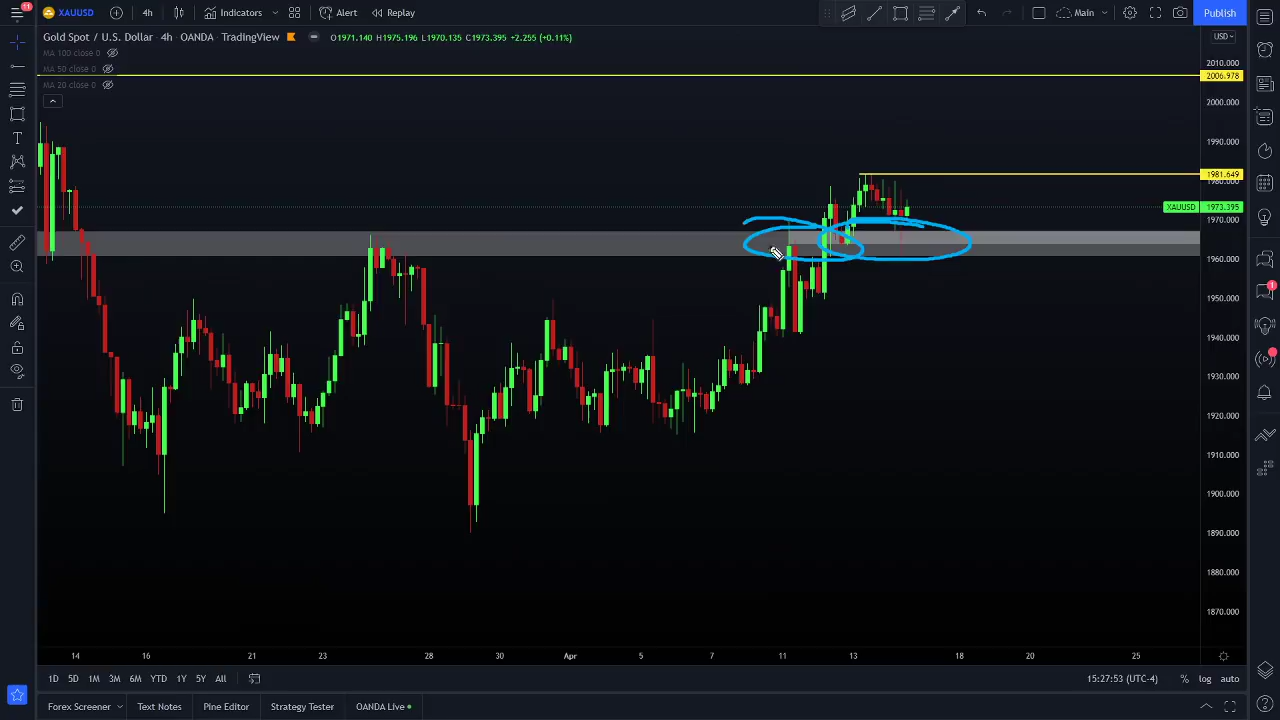 11
XAUUSD
4h
Indicators
Alert
Replay
Main
Publish
Gold Spot / U.S. Dollar • 4h • OANDA • TradingView
O1971.140 H1975.196 L1970.135 C1973.395 +2.255 (+0.11%)
USD
MA 100 close 0
MA 50 close 0
MA 20 close 0
2010.000
2006.978
2000.000
1990.000
1981.649
1980.000
XAUUSD 1973.395
1970.000
1960.000
1950.000
1940.000
1930.000
1920.000
1910.000
1900.000
1890.000
1880.000
1870.000
1
14 16 21 23 28 30 Apr 5 7 11 13 18 20 25
1D 5D 1M 3M 6M YTD 1Y 5Y All
15:27:53 (UTC-4)
% log auto
Forex Screener
Text Notes
Pine Editor
Strategy Tester
OANDA Live